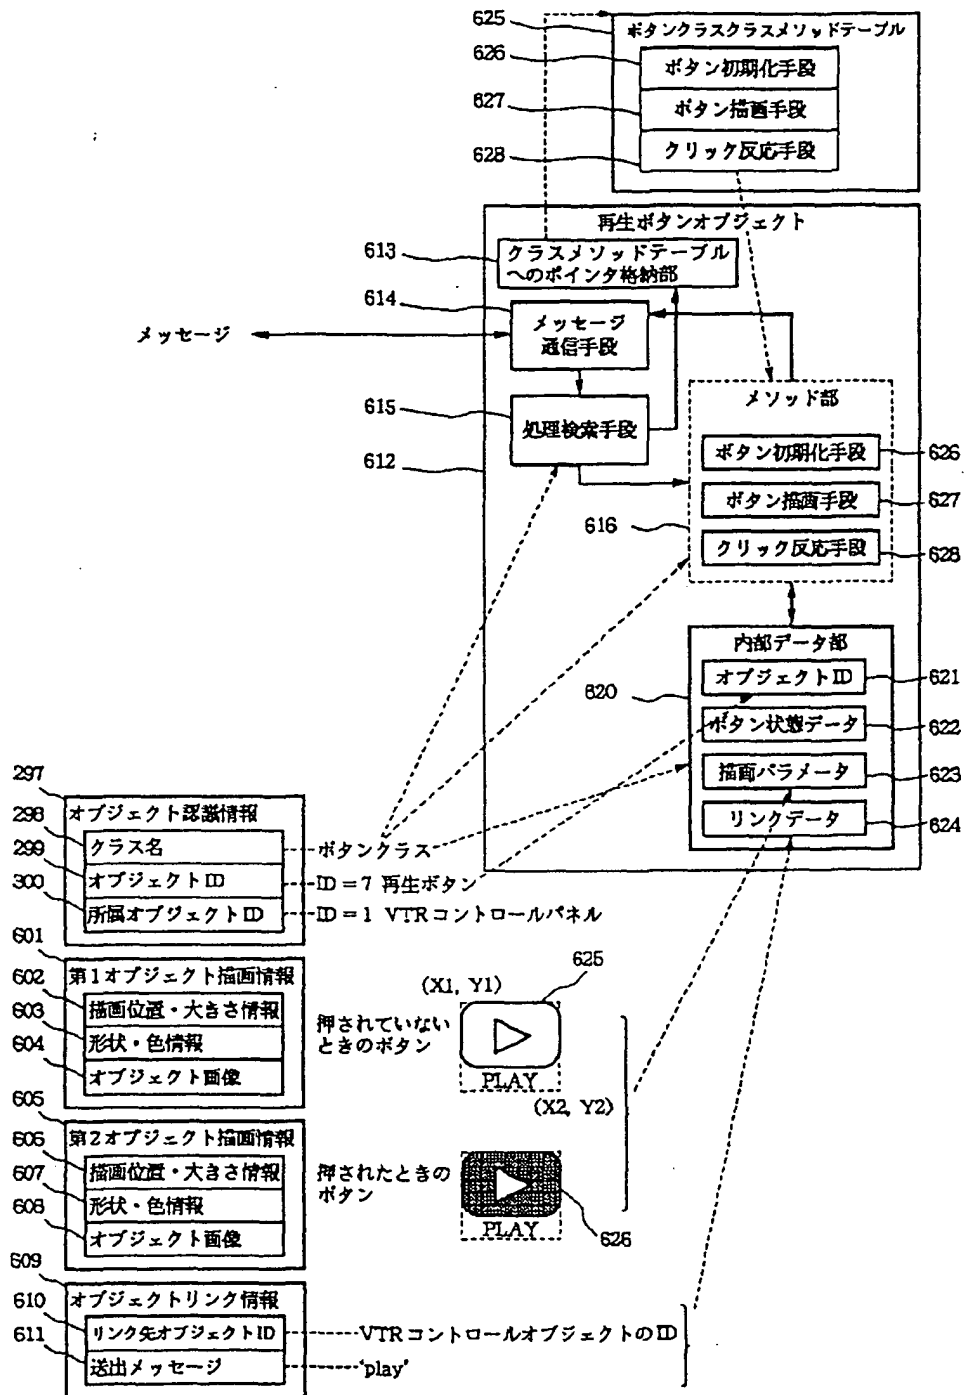 625
ボタンクラスクラスメソッドテーブル
626
ボタン初期化手段
627
ボタン描画手段
628
クリック反応手段
再生ボタンオブジェクト
613
クラスメソッドテーブル
へのポインタ格納部
614
メッセージ
通信手段
メッセージ
615
処理検索手段
612
メソッド部
ボタン初期化手段
626
ボタン描画手段
627
616
クリック反応手段
628
内部データ部
オブジェクトID
621
620
ボタン状態データ
622
描画パラメータ
623
リンクデータ
624
297
オブジェクト認識情報
298
クラス名
ボタンクラス
299
オブジェクトID
ID=7 再生ボタン
300
所属オブジェクトID
ID=1 VTRコントロールパネル
601
第1オブジェクト描画情報
602
描画位置・大きさ情報
603
形状・色情報
604
オブジェクト画像
押されていない
ときのボタン
(X1, Y1)
625
PLAY
(X2, Y2)
605
第2オブジェクト描画情報
606
描画位置・大きさ情報
607
形状・色情報
608
オブジェクト画像
押されたときの
ボタン
PLAY
626
609
オブジェクトリンク情報
610
リンク先オブジェクトID
VTRコントロールオブジェクトのID
611
送出メッセージ
'play'